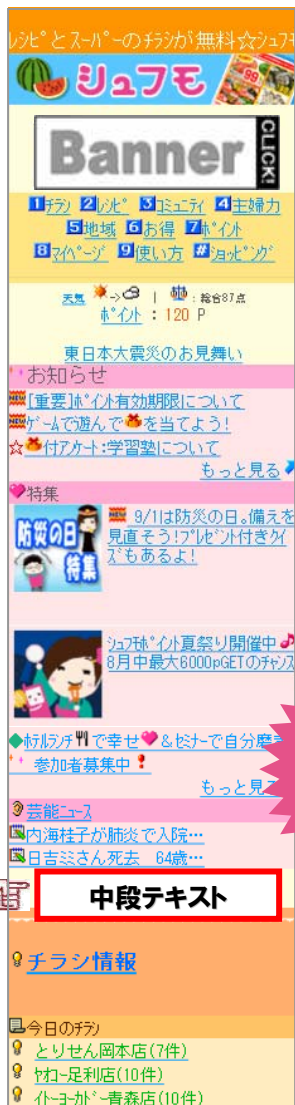 レシピとスーパーのチラシが無料☆シュフモ
シュフモ
99
Banner
CLICK!
1チラシ 2レシピ 3コミュニティ 4主婦力
5地域 6お得 7ポイント
8マイページ 9使い方 #ショッピング
天気 -> | :総合87点
ポイント : 120 P
東日本大震災のお見舞い
お知らせ
NEW[重要]ポイント有効期限について
NEWゲームで遊んで を当てよう!
☆ 付アンケート:学習塾について
もっと見る
特集
防災の日
特集
NEW 9/1は防災の日。備えを
見直そう!プレゼント付きクイ
ズもあるよ!
シュフモポイント夏祭り開催中♪
8月中最大6000pGETのチャンス
◆ホテルランチ で幸せ &セミナーで自分磨き
参加者募集中!
もっと見
芸能ニュース
内海桂子が肺炎で入院…
日吉ミミさん死去 64歳…
中段テキスト
チラシ情報
今日のチラシ
とりせん岡本店(7件)
ヤオコー足利店(10件)
イトーヨーカドー青森店(10件)